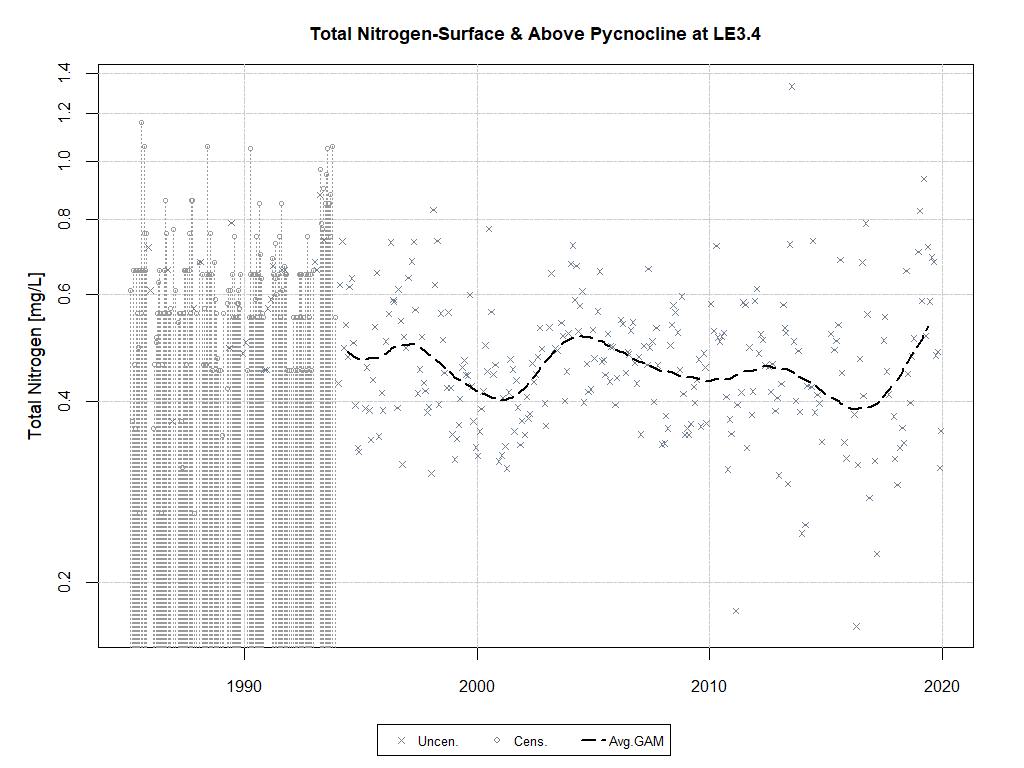 Total Nitrogen-Surface & Above Pycnocline at LE3.4
Total Nitrogen [mg/L]
1.4
1.2
1.0
0.8
0.6
0.4
0.2
1990 2000 2010 2020
Uncen. Cens. Avg.GAM